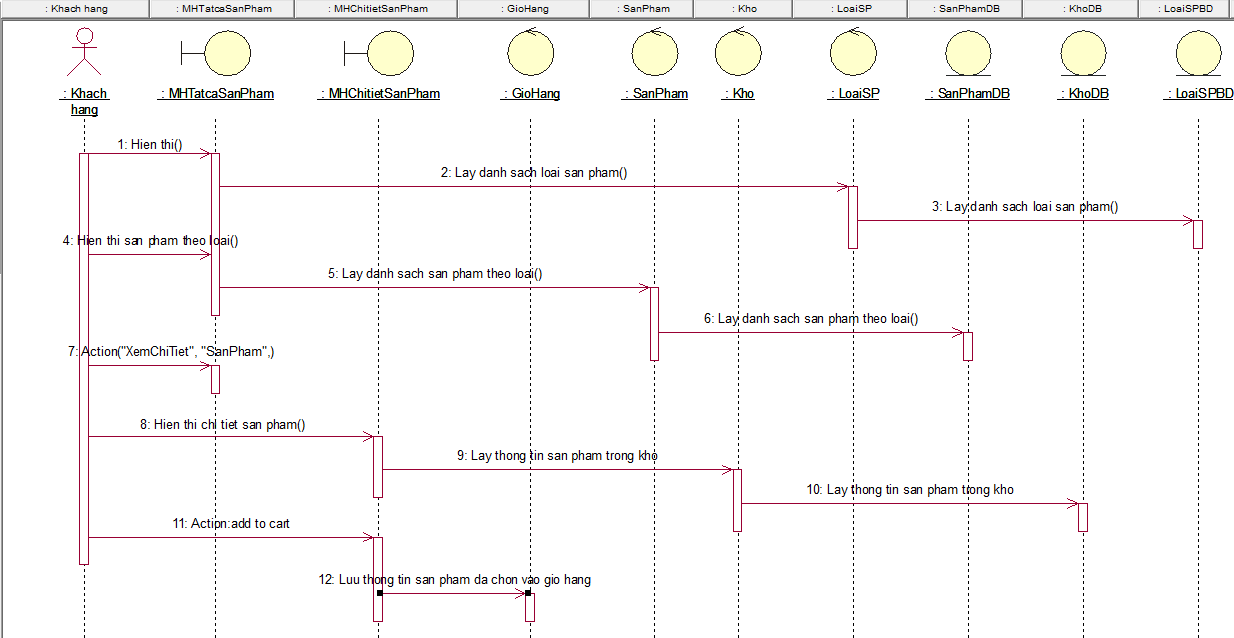 : Khach hang
: MHTatcaSanPham
: MHChitietSanPham
: GioHang
: SanPham
: Kho
: LoaiSP
: SanPhamDB
: KhoDB
: LoaiSPBD
: Khach
hang
: MHTatcaSanPham
: MHChitietSanPham
: GioHang
: SanPham
: Kho
: LoaiSP
: SanPhamDB
: KhoDB
: LoaiSPBD
1: Hien thi()
2: Lay danh sach loai san pham()
3: Lay danh sach loai san pham()
4: Hien thi san pham theo loai()
5: Lay danh sach san pham theo loai()
6: Lay danh sach san pham theo loai()
7: Action("XemChiTiet", "SanPham",)
8: Hien thi chi tiet san pham()
9: Lay thong tin san pham trong kho
10: Lay thong tin san pham trong kho
11: Action:add to cart
12: Luu thong tin san pham da chon vao gio hang